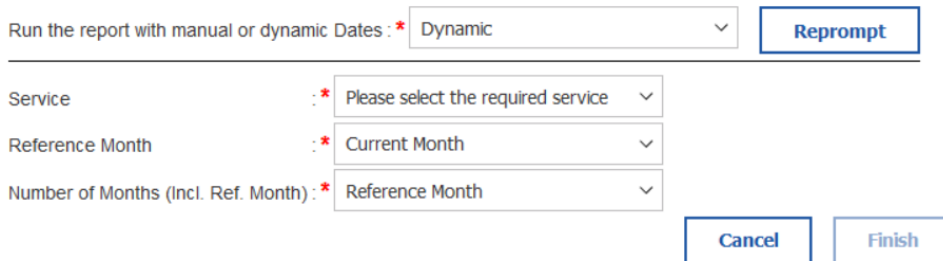 Run the report with manual or dynamic Dates : * Dynamic Reprompt
Service : * Please select the required service
Reference Month : * Current Month
Number of Months (Incl. Ref. Month) : * Reference Month
Cancel Finish